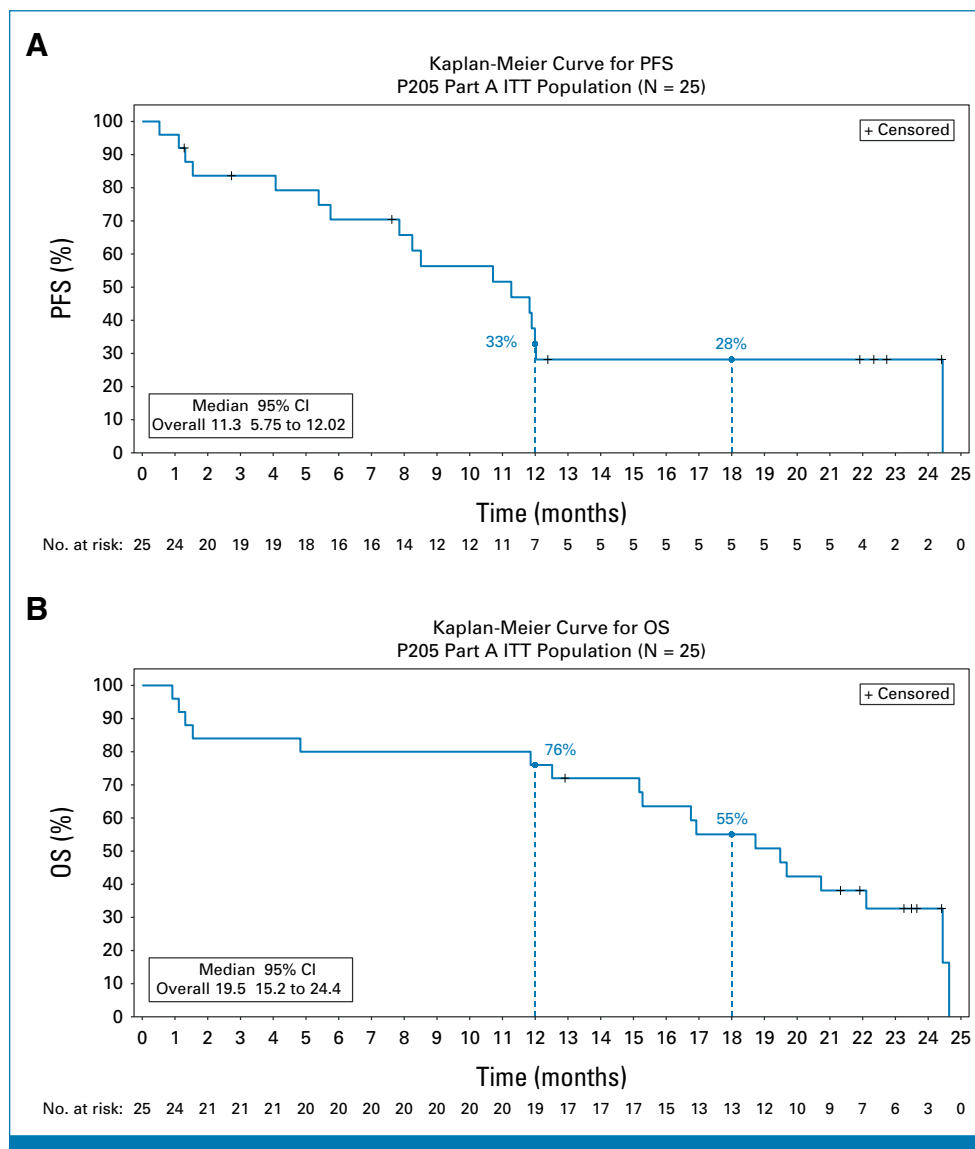 A
Kaplan-Meier Curve for PFS
P205 Part A ITT Population (N = 25)
+ Censored
100
90
80
70
60
50
40
30
20
10
0
PFS (%)
33%
28%
Median 95% CI
Overall 11.3 5.75 to 12.02
0 1 2 3 4 5 6 7 8 9 10 11 12 13 14 15 16 17 18 19 20 21 22 23 24 25
Time (months)
No. at risk: 25 24 20 19 19 18 16 16 14 12 12 11 7 5 5 5 5 5 5 5 5 5 4 2 2 0
B
Kaplan-Meier Curve for OS
P205 Part A ITT Population (N = 25)
+ Censored
100
90
80
70
60
50
40
30
20
10
0
OS (%)
76%
55%
Median 95% CI
Overall 19.5 15.2 to 24.4
0 1 2 3 4 5 6 7 8 9 10 11 12 13 14 15 16 17 18 19 20 21 22 23 24 25
Time (months)
No. at risk: 25 24 21 21 21 20 20 20 20 20 20 20 19 17 17 17 15 13 13 12 10 9 7 6 3 0